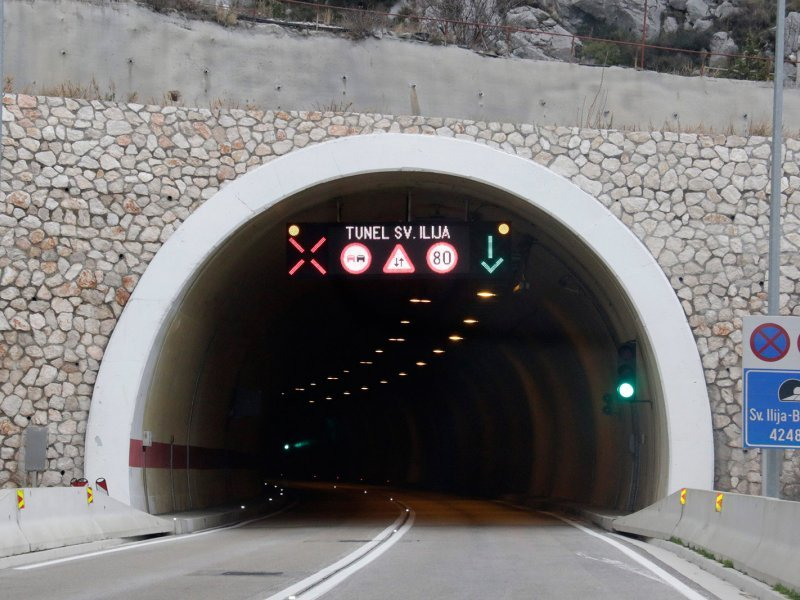 TUNEL SV. ILIJA
80
Sv. Ilija-B
4248